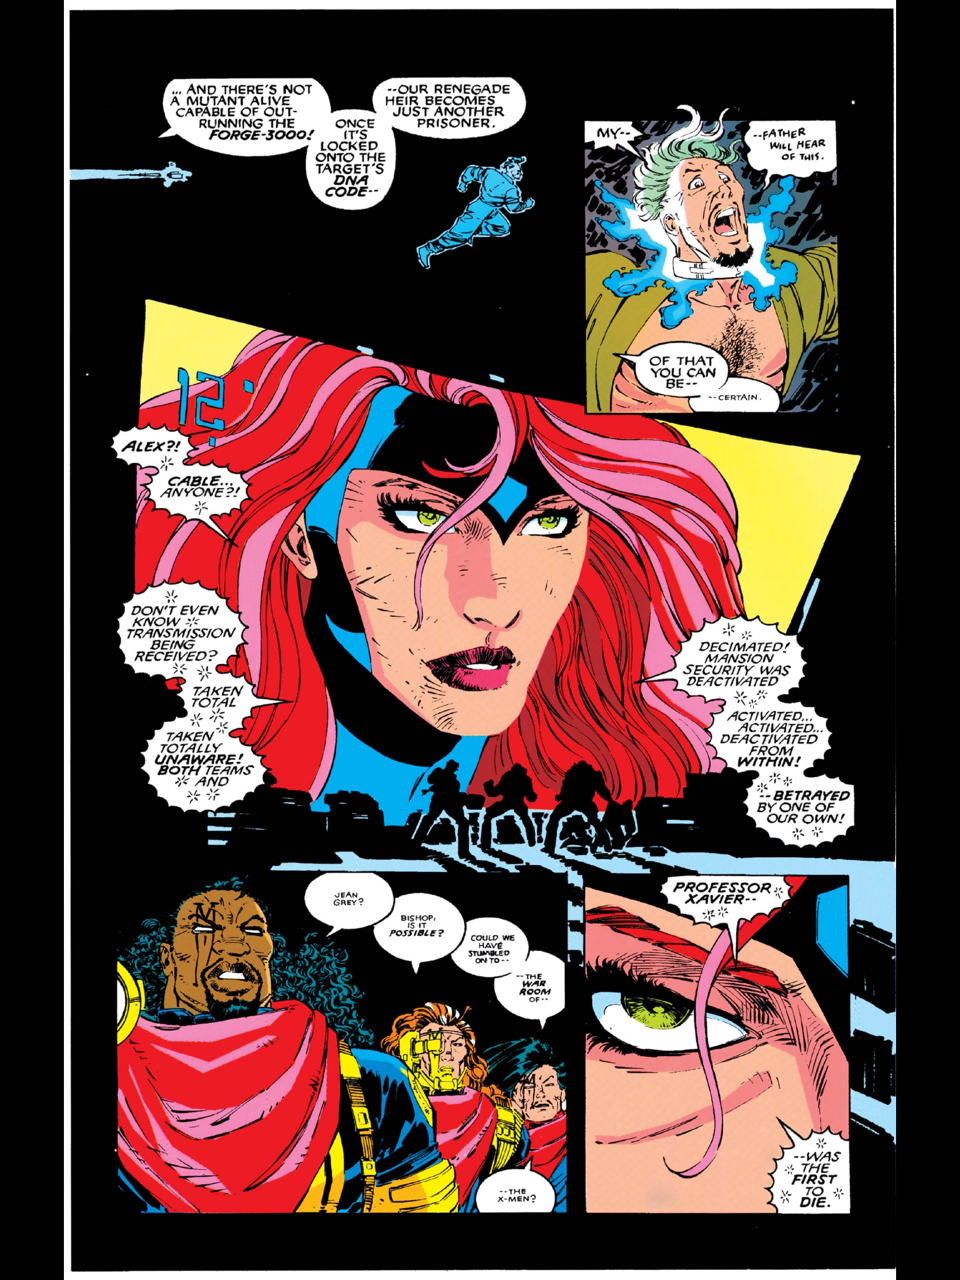 ... AND THERE'S NOT
A MUTANT ALIVE
CAPABLE OF OUT-
RUNNING THE
FORGE-3000!
ONCE
IT'S
LOCKED
ONTO THE
TARGET'S
DNA
CODE--
--OUR RENEGADE
HEIR BECOMES
JUST ANOTHER
PRISONER.
MY--
--FATHER
WILL HEAR
OF THIS.
OF THAT
YOU CAN
BE--
--CERTAIN.
12
ALEX?!
CABLE...
ANYONE?!
DON'T EVEN
KNOW
TRANSMISSION
BEING
RECEIVED?
TAKEN
TOTAL
TAKEN
TOTALLY
UNAWARE!
BOTH TEAMS
AND
DECIMATED!
MANSION
SECURITY WAS
DEACTIVATED
ACTIVATED...
ACTIVATED...
DEACTIVATED
FROM
WITHIN!
--BETRAYED
BY ONE OF
OUR OWN!
JEAN
GREY?
BISHOP,
IS IT
POSSIBLE?
COULD WE
HAVE
STUMBLED
ON TO--
--THE
WAR
ROOM
OF--
--THE
X-MEN?
PROFESSOR
XAVIER--
--WAS
THE
FIRST
TO
DIE.